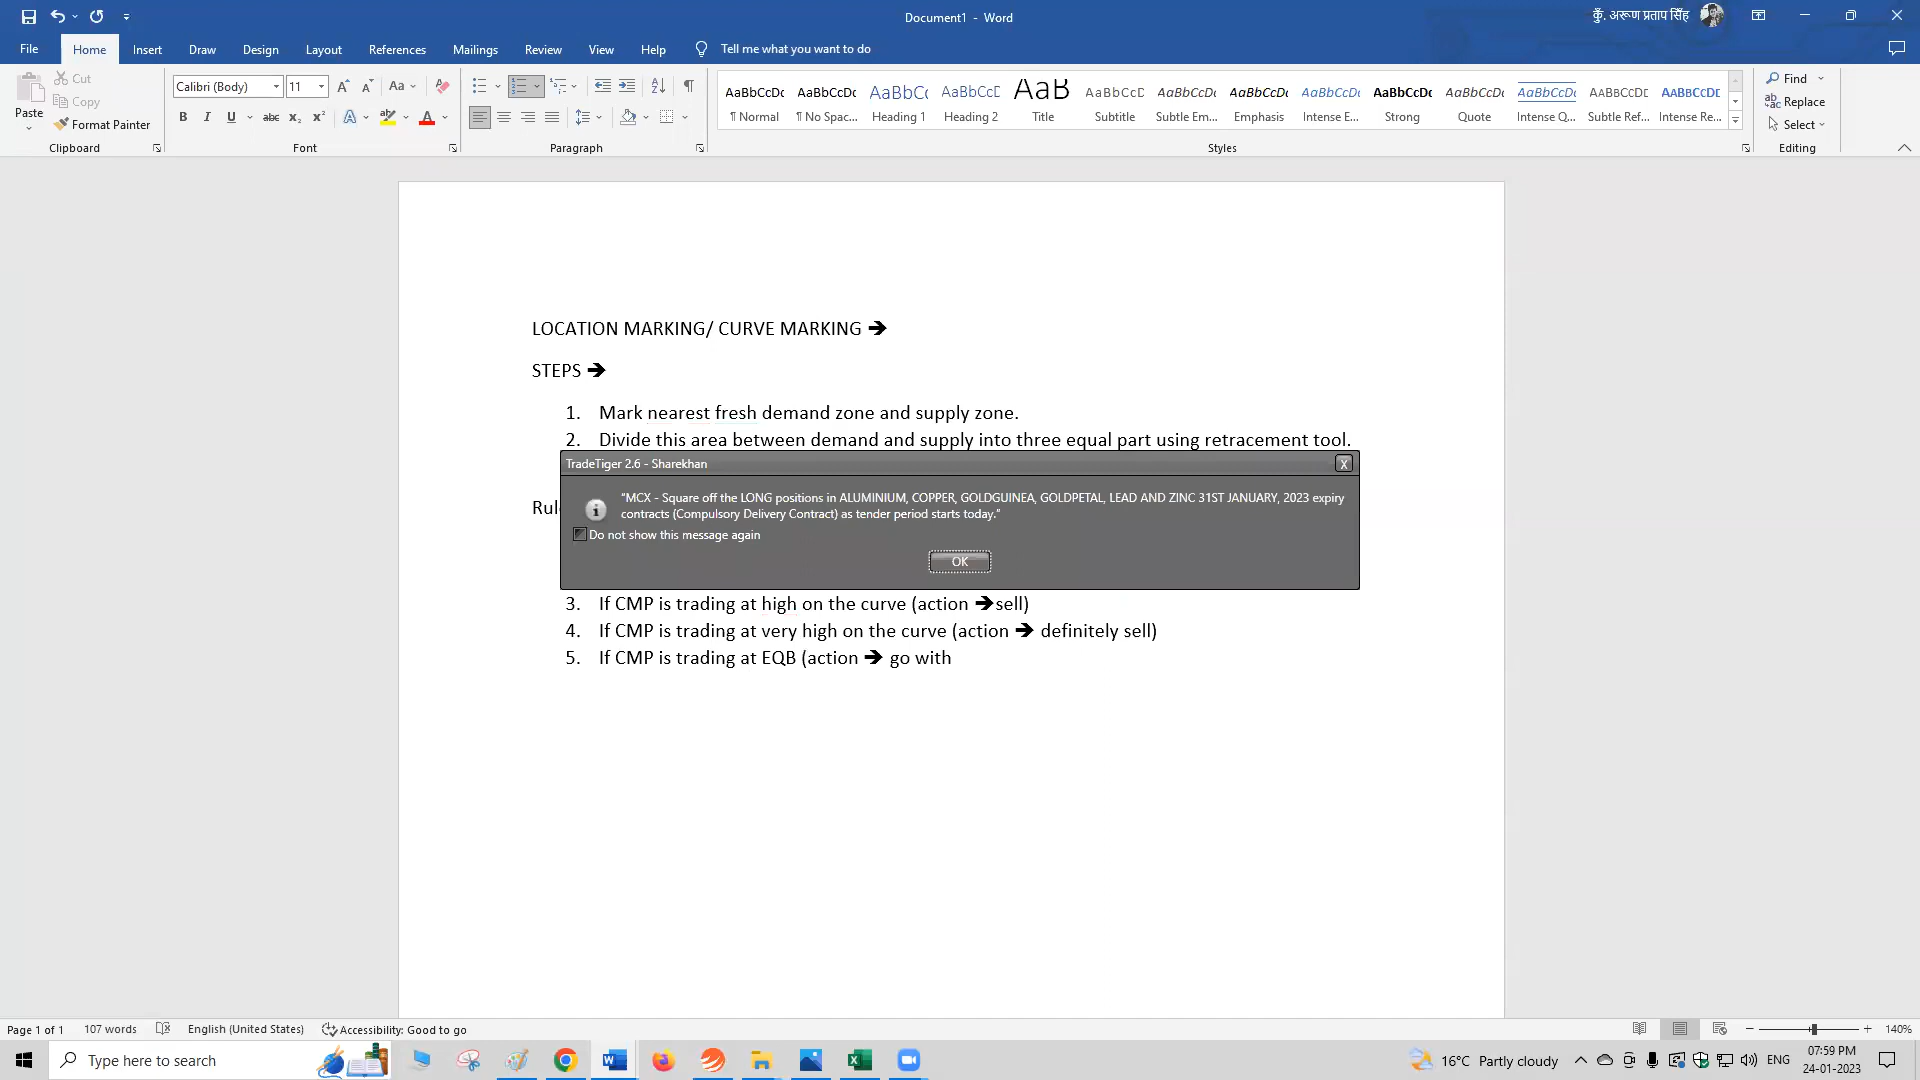 Document1 - Word
कुँ. अरूण प्रताप सिंह
File Home Insert Draw Design Layout References Mailings Review View Help Tell me what you want to do
Paste
Cut
Copy
Format Painter
Clipboard
Calibri (Body) 11
Font
Paragraph
AaBbCcDc AaBbCcDc AaBbCc AaBbCcE AaB AaBbCcD AaBbCcDc AaBbCcDc AaBbCcDc AaBbCcDc AaBbCcDc AaBbCcDc AABBCCDE AABBCCDE
¶ Normal ¶ No Spac... Heading 1 Heading 2 Title Subtitle Subtle Em... Emphasis Intense E... Strong Quote Intense Q... Subtle Ref... Intense Re...
Styles
Find
Replace
Select
Editing
LOCATION MARKING/ CURVE MARKING ➔
STEPS ➔
1. Mark nearest fresh demand zone and supply zone.
2. Divide this area between demand and supply into three equal part using retracement tool.
TradeTiger 2.6 - Sharekhan
X
"MCX - Square off the LONG positions in ALUMINIUM, COPPER, GOLDGUINEA, GOLDPETAL, LEAD AND ZINC 31ST JANUARY, 2023 expiry
contracts (Compulsory Delivery Contract) as tender period starts today."
Do not show this message again
OK
3. If CMP is trading at high on the curve (action ➔sell)
4. If CMP is trading at very high on the curve (action ➔ definitely sell)
5. If CMP is trading at EQB (action ➔ go with
Page 1 of 1 107 words English (United States) Accessibility: Good to go 140%
Type here to search
16°C Partly cloudy
ENG
07:59 PM
24-01-2023